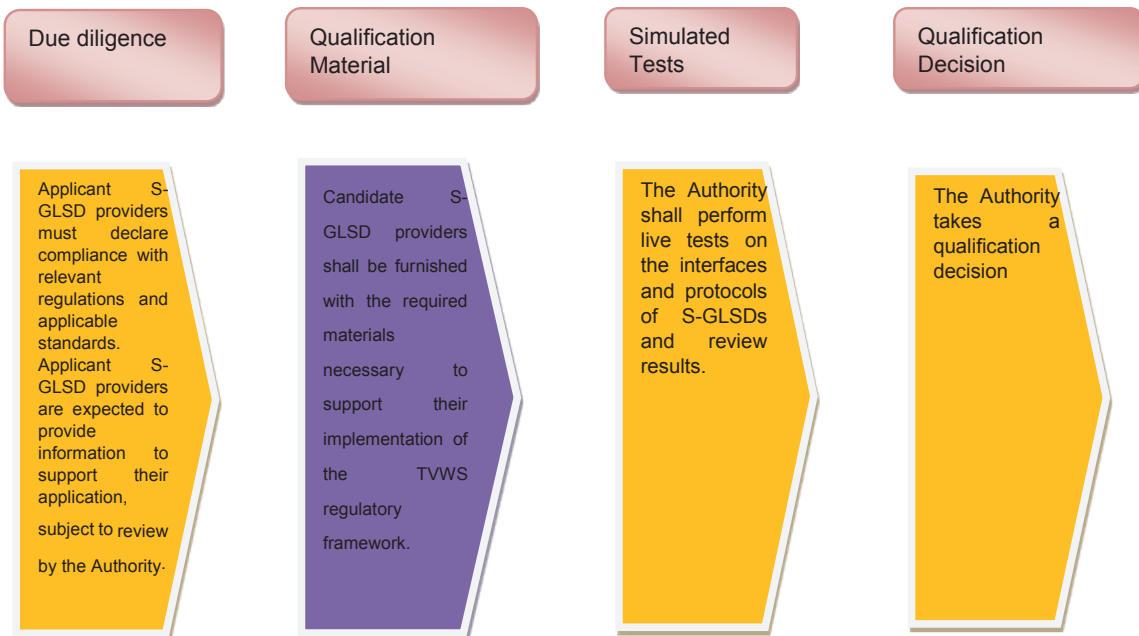 Due diligence
Qualification
Material
Simulated
Tests
Qualification
Decision
Applicant S-
GLSD providers
must declare
compliance with
relevant
regulations and
applicable
standards.
Applicant S-
GLSD providers
are expected to
provide
information to
support their
application,
subject to review
by the Authority.
Candidate S-
GLSD providers
shall be furnished
with the required
materials
necessary to
support their
implementation of
the TVWS
regulatory
framework.
The Authority
shall perform
live tests on
the interfaces
and protocols
of S-GLSDs
and review
results.
The Authority
takes a
qualification
decision